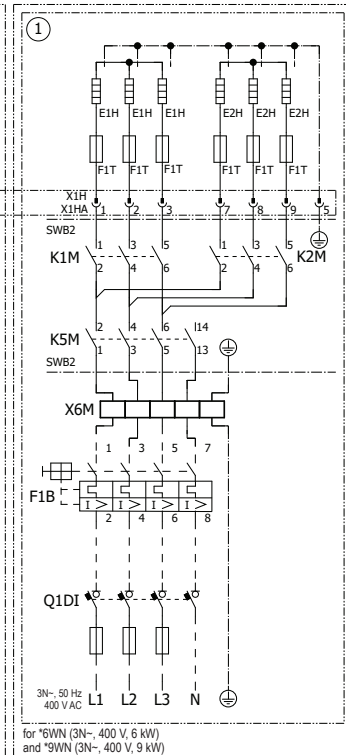 1
E1H E1H E1H E2H E2H E2H
F1T F1T F1T F1T F1T F1T
X1H
X1HA 1 2 3 7 8 9 5
SWB2
1 3 5 1 3 5
K1M K2M
2 4 6 2 4 6
2 4 6 14
K5M
1 3 5 13
SWB2
X6M
1 3 5 7
F1B
I > I > I > I >
2 4 6 8
Q1DI
3N~, 50 Hz
400 V AC
L1 L2 L3 N
for *6WN (3N~, 400 V, 6 kW)
and *9WN (3N~, 400 V, 9 kW)